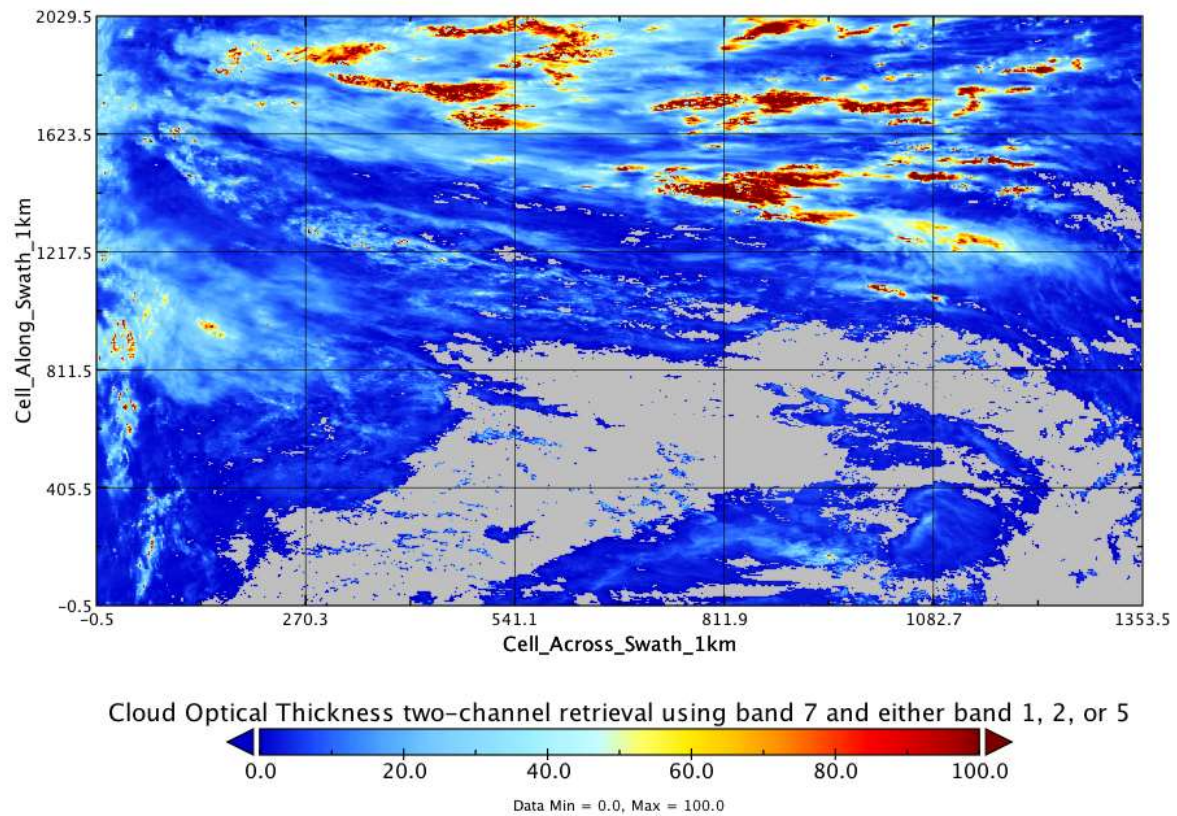 2029.5
1623.5
1217.5
811.5
405.5
−0.5
Cell_Along_Swath_1km
−0.5 270.3 541.1 811.9 1082.7 1353.5
Cell_Across_Swath_1km
Cloud Optical Thickness two−channel retrieval using band 7 and either band 1, 2, or 5
0.0 20.0 40.0 60.0 80.0 100.0
Data Min = 0.0, Max = 100.0